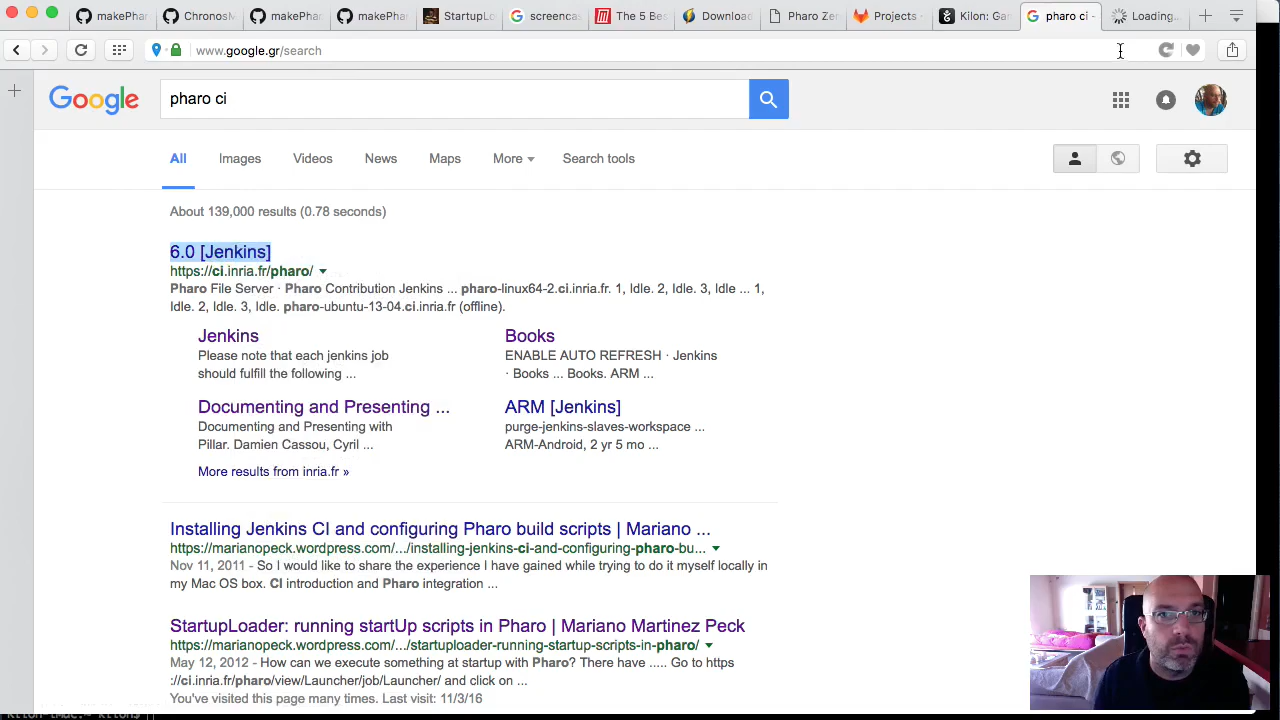 makePhar
ChronosM
makePhar
makePhar
StartupLo
screencas
The 5 Bes
Download
Pharo Zer
Projects -
Kilon: Gar
pharo ci -
Loading...
www.google.gr/search
Google
pharo ci
All
Images
Videos
News
Maps
More
Search tools
About 139,000 results (0.78 seconds)
6.0 [Jenkins]
https://ci.inria.fr/pharo/
Pharo File Server · Pharo Contribution Jenkins ... pharo-linux64-2.ci.inria.fr. 1, Idle. 2, Idle. 3, Idle ... 1,
Idle. 2, Idle. 3, Idle. pharo-ubuntu-13-04.ci.inria.fr (offline).
Jenkins
Please note that each jenkins job
should fulfill the following ...
Books
ENABLE AUTO REFRESH · Jenkins
· Books ... Books. ARM ...
Documenting and Presenting ...
Documenting and Presenting with
Pillar. Damien Cassou, Cyril ...
ARM [Jenkins]
purge-jenkins-slaves-workspace ...
ARM-Android, 2 yr 5 mo ...
More results from inria.fr »
Installing Jenkins CI and configuring Pharo build scripts | Mariano ...
https://marianopeck.wordpress.com/.../installing-jenkins-ci-and-configuring-pharo-bu...
Nov 11, 2011 - So I would like to share the experience I have gained while trying to do it myself locally in
my Mac OS box. CI introduction and Pharo integration ...
StartupLoader: running startUp scripts in Pharo | Mariano Martinez Peck
https://marianopeck.wordpress.com/.../startuploader-running-startup-scripts-in-pharo/
May 12, 2012 - How can we execute something at startup with Pharo? There have ..... Go to https
://ci.inria.fr/pharo/view/Launcher/job/Launcher/ and click on ...
You've visited this page many times. Last visit: 11/3/16